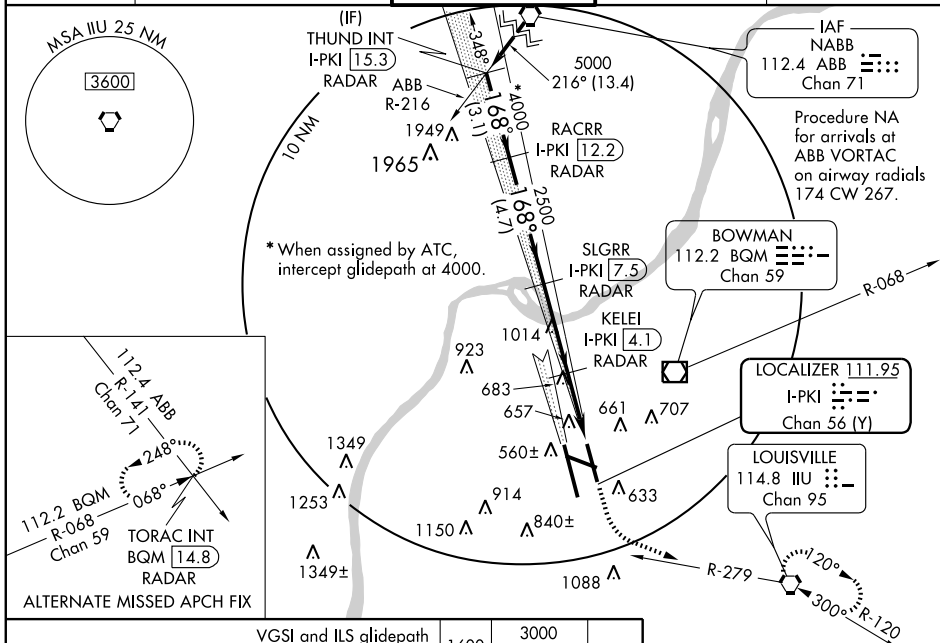 MSA IIU 25 NM
3600
(IF)
THUND INT
I-PKI 15.3
RADAR
348°
ABB
R-216
5000
216° (13.4)
*4000
168°
(3.1)
IAF
NABB
112.4 ABB
Chan 71
Procedure NA
for arrivals at
ABB VORTAC
on airway radials
174 CW 267.
10 NM
1949
1965
RACRR
I-PKI 12.2
RADAR
2500
168°
(4.7)
* When assigned by ATC,
intercept glidepath at 4000.
SLGRR
I-PKI 7.5
RADAR
BOWMAN
112.2 BQM
Chan 59
R-068
1014
KELEI
I-PKI 4.1
RADAR
923
683
657
661
707
LOCALIZER 111.95
I-PKI
Chan 56 (Y)
560±
1349
1253
914
1150
840±
633
1349±
1088
LOUISVILLE
114.8 IIU
Chan 95
R-279
120°
300°
R-120
112.4 ABB
R-141
Chan 71
248°
068°
112.2 BQM
R-068
Chan 59
TORAC INT
BQM 14.8
RADAR
ALTERNATE MISSED APCH FIX
VGSI and ILS glidepath
3000